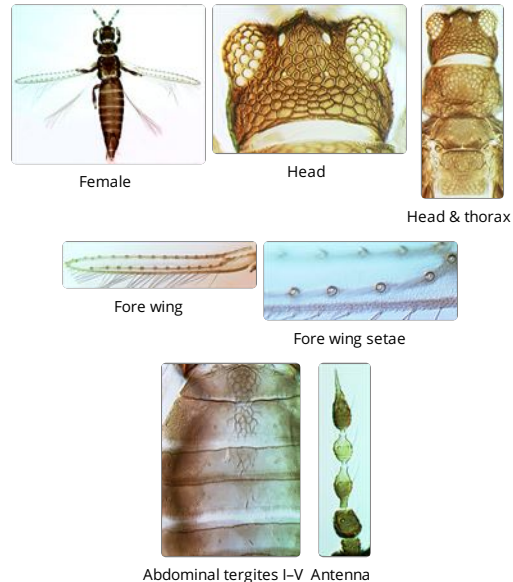 Female
Head
Head & thorax
Fore wing
Fore wing setae
Abdominal tergites I–V
Antenna